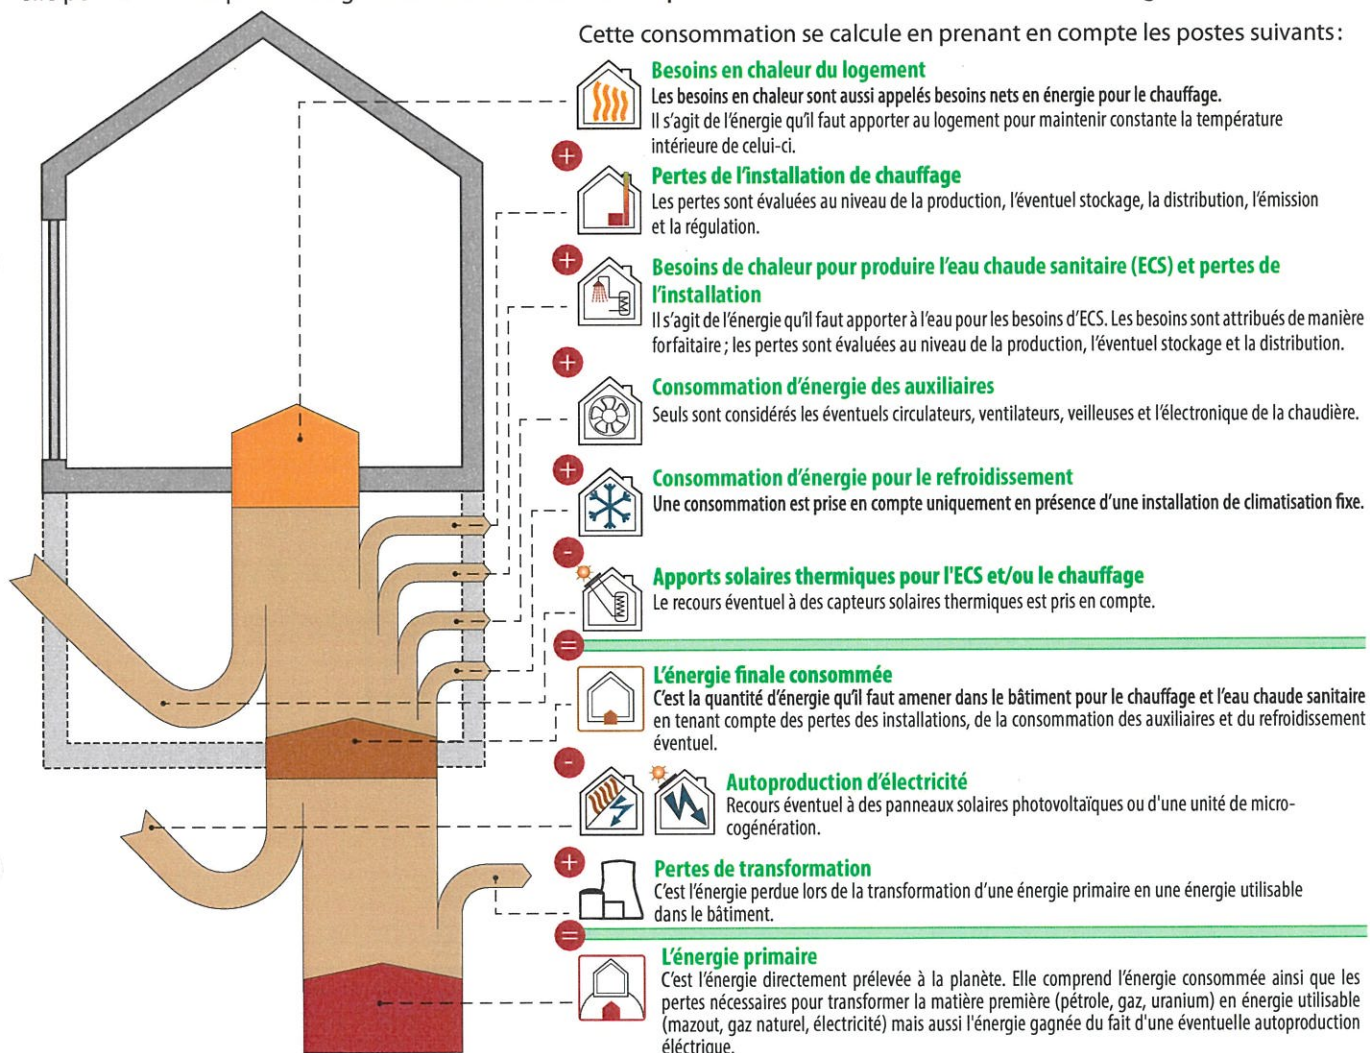 Cette consommation se calcule en prenant en compte les postes suivants :
Besoins en chaleur du logement
Les besoins en chaleur sont aussi appelés besoins nets en énergie pour le chauffage.
Il s'agit de l'énergie qu'il faut apporter au logement pour maintenir constante la température
intérieure de celui-ci.
+
Pertes de l'installation de chauffage
Les pertes sont évaluées au niveau de la production, l'éventuel stockage, la distribution, l'émission
et la régulation.
+
Besoins de chaleur pour produire l'eau chaude sanitaire (ECS) et pertes de
l'installation
Il s'agit de l'énergie qu'il faut apporter à l'eau pour les besoins d'ECS. Les besoins sont attribués de manière
forfaitaire ; les pertes sont évaluées au niveau de la production, l'éventuel stockage et la distribution.
+
Consommation d'énergie des auxiliaires
Seuls sont considérés les éventuels circulateurs, ventilateurs, veilleuses et l'électronique de la chaudière.
+
Consommation d'énergie pour le refroidissement
Une consommation est prise en compte uniquement en présence d'une installation de climatisation fixe.
-
Apports solaires thermiques pour l'ECS et/ou le chauffage
Le recours éventuel à des capteurs solaires thermiques est pris en compte.
=
L'énergie finale consommée
C'est la quantité d'énergie qu'il faut amener dans le bâtiment pour le chauffage et l'eau chaude sanitaire
en tenant compte des pertes des installations, de la consommation des auxiliaires et du refroidissement
éventuel.
-
Autoproduction d'électricité
Recours éventuel à des panneaux solaires photovoltaïques ou d'une unité de micro-
cogénération.
+
Pertes de transformation
C'est l'énergie perdue lors de la transformation d'une énergie primaire en une énergie utilisable
dans le bâtiment.
=
L'énergie primaire
C'est l'énergie directement prélevée à la planète. Elle comprend l'énergie consommée ainsi que les
pertes nécessaires pour transformer la matière première (pétrole, gaz, uranium) en énergie utilisable
(mazout, gaz naturel, électricité) mais aussi l'énergie gagnée du fait d'une éventuelle autoproduction
éléctrique.